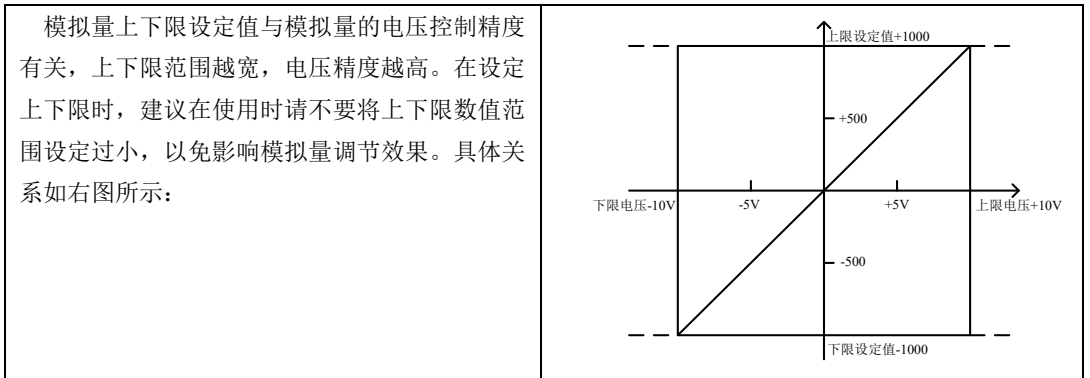 模拟量上下限设定值与模拟量的电压控制精度
有关，上下限范围越宽，电压精度越高。在设定
上下限时，建议在使用时请不要将上下限数值范
围设定过小，以免影响模拟量调节效果。具体关
系如右图所示：
上限设定值+1000
+500
下限电压-10V
-5V
+5V
上限电压+10V
-500
下限设定值-1000